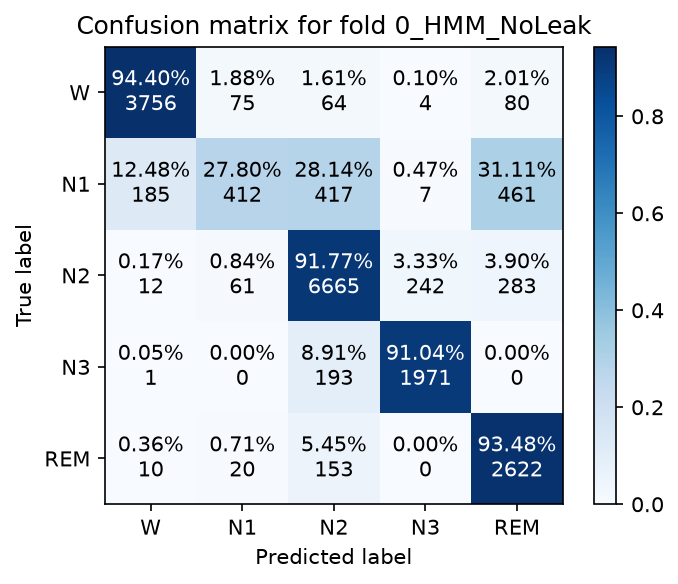 Confusion matrix for fold 0_HMM_NoLeak
94.40% 1.88% 1.61% 0.10% 2.01%
W 3756 75 64 4 80
0.8
12.48% 27.80% 28.14% 0.47% 31.11%
N1 185 412 417 7 461
0.6
True label
0.17% 0.84% 91.77% 3.33% 3.90%
N2 12 61 6665 242 283
0.4
0.05% 0.00% 8.91% 91.04% 0.00%
N3 1 0 193 1971 0
0.2
0.36% 0.71% 5.45% 0.00% 93.48%
REM 10 20 153 0 2622
0.0
W N1 N2 N3 REM
Predicted label